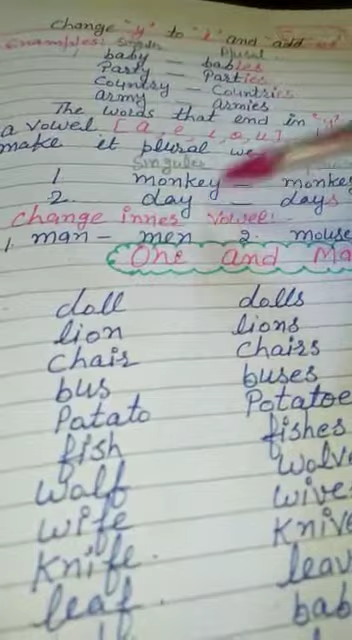 change "y" to "i" and add
Examples: Singular Plural
baby — babies
Party — Parties
Country — Countries
army — armies
The words that end in "y"
a vowel [a, e, i, o, u]
make it plural we
Singular
1 monkey — monke
2. day — days
change inner vowel:
1. man — men 2. mouse
One and Ma
doll dolls
lion lions
chair chairs
bus buses
Patato Potatoe
fish fishes
Walf Walve
wife wive
Knife. Knive
leaf. leav
bab